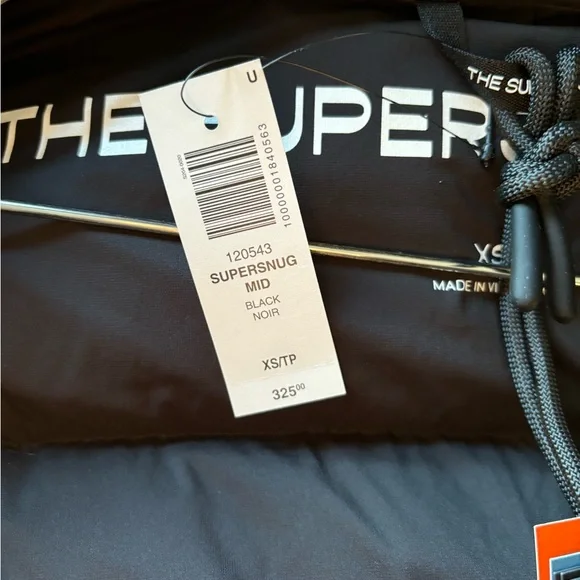 THE SUPER
THE SU
U
1000001840563
120543
SUPERSNUG
MID
BLACK
NOIR
XS/TP
325.00
XS
MADE IN VI